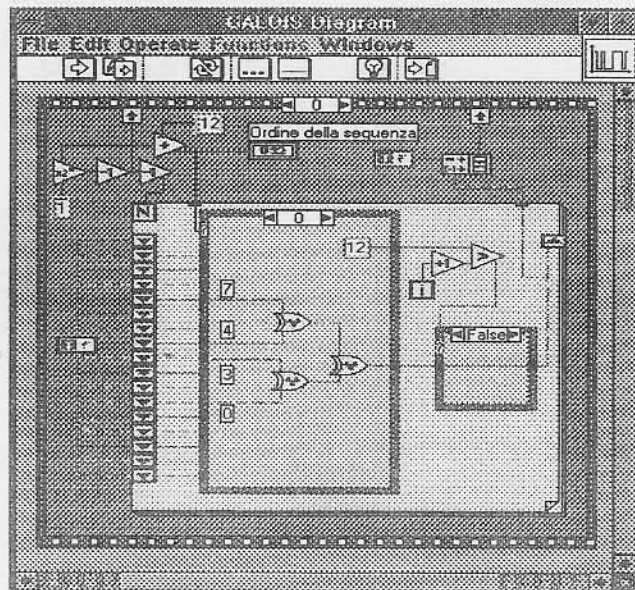 GALOIS Diagram
File Edit Operate Functions Windows
0
12
Ordine della sequenza
1
N
0
12
7
i
4
False
3
0